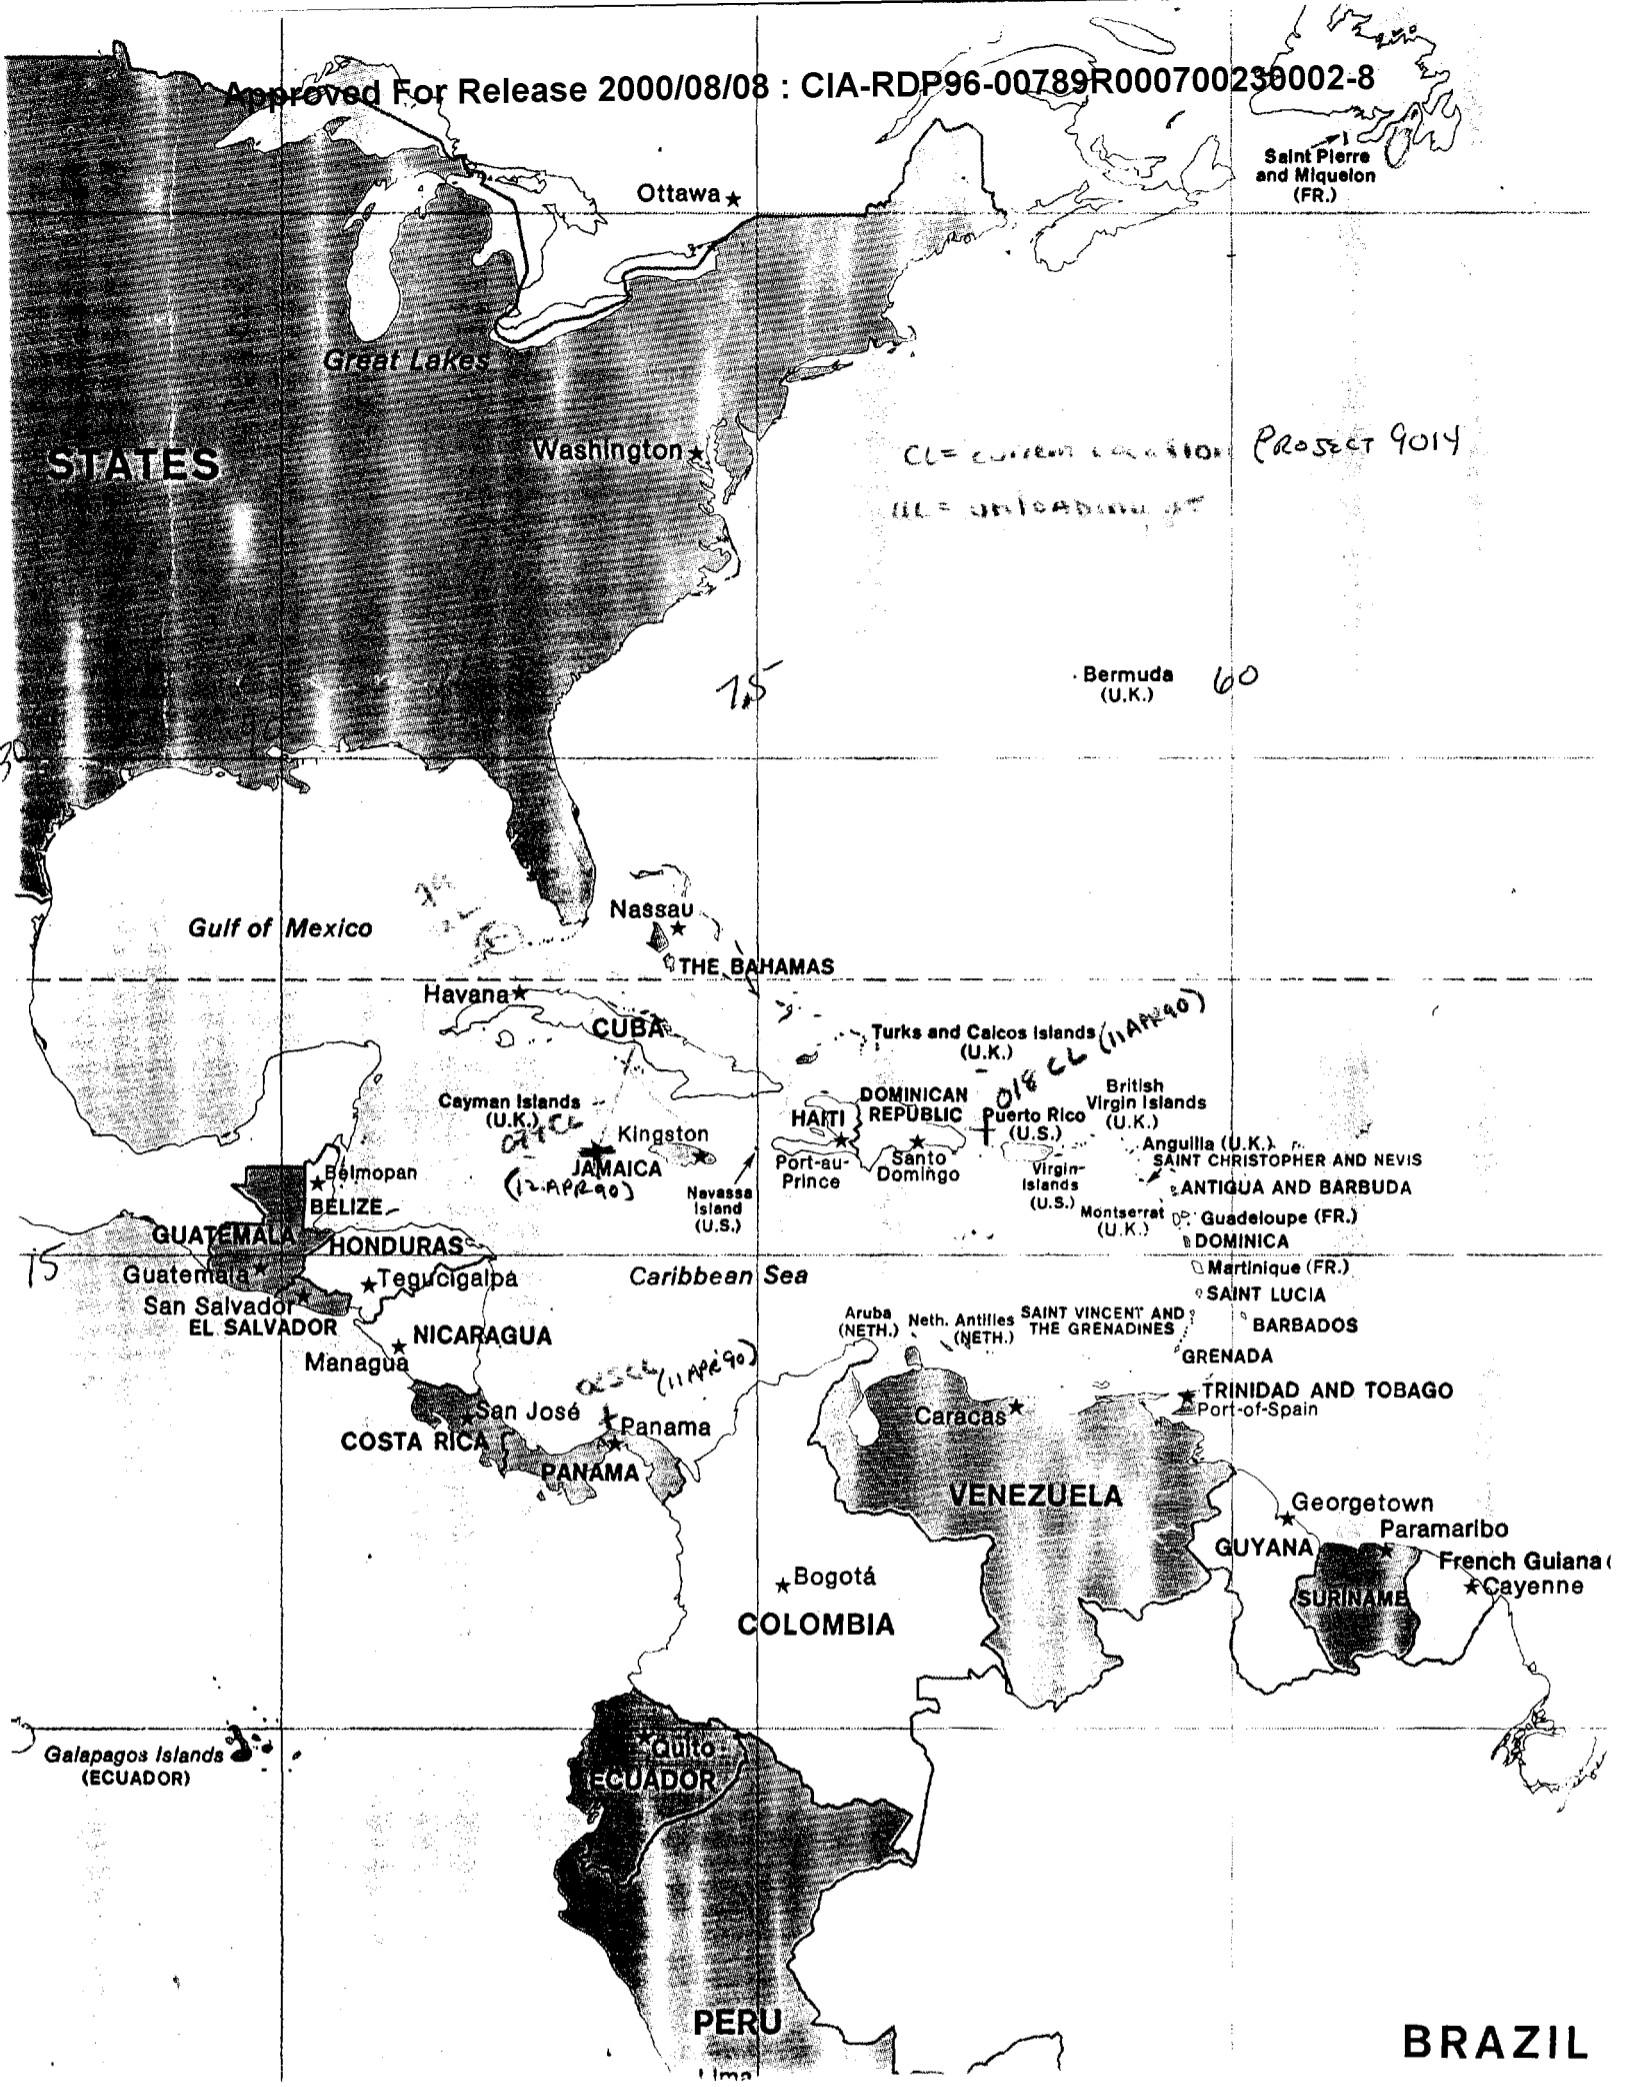 Approved For Release 2000/08/08 : CIA-RDP96-00789R000700230002-8
Saint Pierre
and Miquelon
(FR.)
Ottawa
Great Lakes
Washington
STATES
CL = current location PROJECT 9014
UL = unloading pt
75
Bermuda
(U.K.)
60
30
Gulf of Mexico
Nassau
THE BAHAMAS
Havana
CUBA
Turks and Caicos Islands
(U.K.)
018 CL (11 APR 90)
Cayman Islands
(U.K.)
CL
Kingston
JAMAICA
(12 APR 90)
Navassa
Island
(U.S.)
HAITI
Port-au-
Prince
DOMINICAN
REPUBLIC
Santo
Domingo
Puerto Rico
(U.S.)
British
Virgin Islands
(U.K.)
Virgin
Islands
(U.S.)
Anguilla (U.K.)
SAINT CHRISTOPHER AND NEVIS
ANTIGUA AND BARBUDA
Montserrat
(U.K.)
Guadeloupe (FR.)
DOMINICA
Martinique (FR.)
SAINT LUCIA
BARBADOS
SAINT VINCENT AND
THE GRENADINES
GRENADA
TRINIDAD AND TOBAGO
Port-of-Spain
Belmopan
BELIZE
GUATEMALA
Guatemala
HONDURAS
Tegucigalpa
15
San Salvador
EL SALVADOR
NICARAGUA
Managua
Caribbean Sea
Aruba
(NETH.)
Neth. Antilles
(NETH.)
CL (11 APR 90)
San José
COSTA RICA
Panama
PANAMA
Caracas
VENEZUELA
Georgetown
GUYANA
Paramaribo
SURINAME
French Guiana
Cayenne
Bogotá
COLOMBIA
Galapagos Islands
(ECUADOR)
Quito
ECUADOR
PERU
Lima
BRAZIL